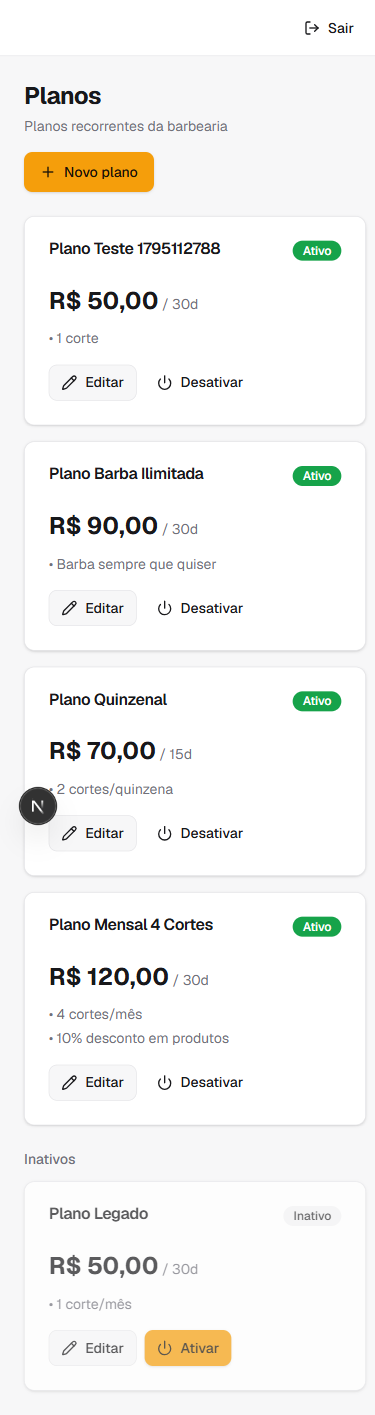 Sair
Planos
Planos recorrentes da barbearia
Novo plano
Plano Teste 1795112788
Ativo
R$ 50,00 / 30d
• 1 corte
Editar
Desativar
Plano Barba Ilimitada
Ativo
R$ 90,00 / 30d
• Barba sempre que quiser
Editar
Desativar
Plano Quinzenal
Ativo
R$ 70,00 / 15d
• 2 cortes/quinzena
N
Editar
Desativar
Plano Mensal 4 Cortes
Ativo
R$ 120,00 / 30d
• 4 cortes/mês
• 10% desconto em produtos
Editar
Desativar
Inativos
Plano Legado
Inativo
R$ 50,00 / 30d
• 1 corte/mês
Editar
Ativar